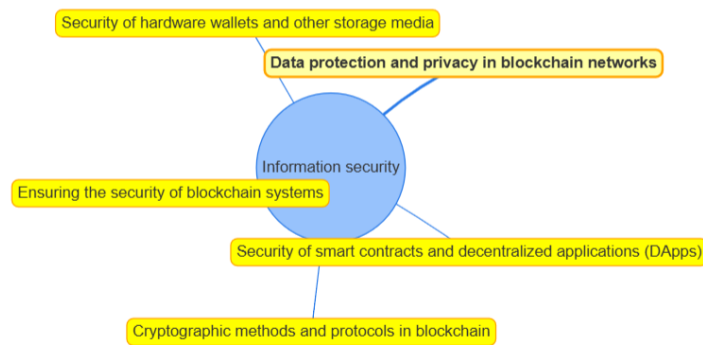 Security of hardware wallets and other storage media
Data protection and privacy in blockchain networks
Information security
Ensuring the security of blockchain systems
Security of smart contracts and decentralized applications (DApps)
Cryptographic methods and protocols in blockchain